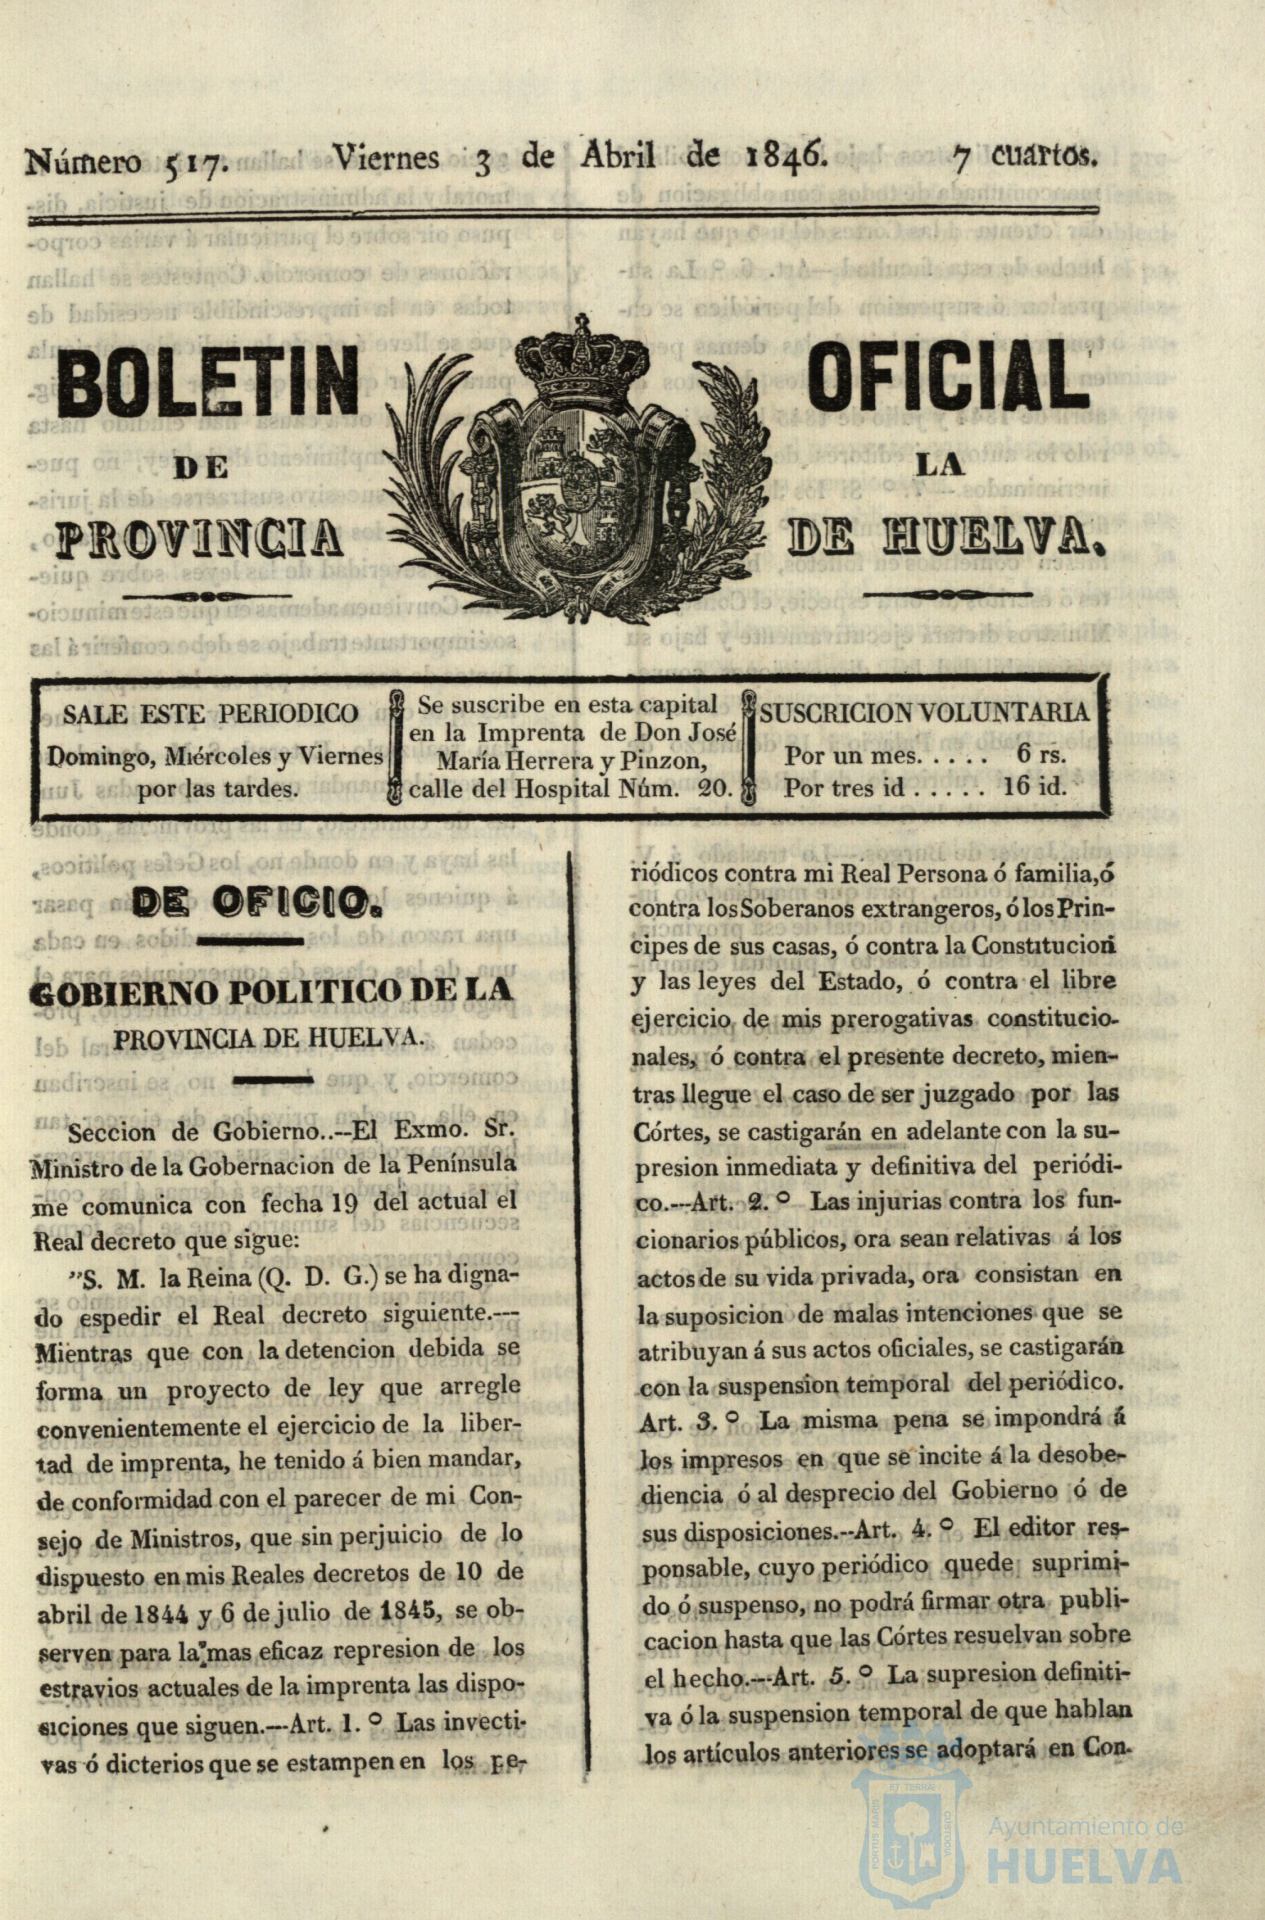 Número 517. Viernes 3 de Abril de 1846. 7 cuartos.
BOLETIN OFICIAL
DE LA
PROVINCIA DE HUELVA.
SALE ESTE PERIODICO
Domingo, Miércoles y Viernes
por las tardes.
Se suscribe en esta capital
en la Imprenta de Don José
María Herrera y Pinzon,
calle del Hospital Núm. 20.
SUSCRICION VOLUNTARIA
Por un mes. . . . . 6 rs.
Por tres id . . . . . 16 id.
DE OFICIO.
GOBIERNO POLITICO DE LA
PROVINCIA DE HUELVA.
Seccion de Gobierno..--El Exmo. Sr.
Ministro de la Gobernacion de la Península
me comunica con fecha 19 del actual el
Real decreto que sigue:
"S. M. la Reina (Q. D. G.) se ha digna-
do espedir el Real decreto siguiente.---
Mientras que con la detencion debida se
forma un proyecto de ley que arregle
convenientemente el ejercicio de la liber-
tad de imprenta, he tenido á bien mandar,
de conformidad con el parecer de mi Con-
sejo de Ministros, que sin perjuicio de lo
dispuesto en mis Reales decretos de 10 de
abril de 1844 y 6 de julio de 1845, se ob-
serven para la mas eficaz represion de los
estravios actuales de la imprenta las dispo-
siciones que siguen.---Art. 1.º Las invecti-
vas ó dicterios que se estampen en los pe-
riódicos contra mi Real Persona ó familia, ó
contra los Soberanos extrangeros, ó los Prín-
cipes de sus casas, ó contra la Constitucion
y las leyes del Estado, ó contra el libre
ejercicio de mis prerogativas constitucio-
nales, ó contra el presente decreto, mien-
tras llegue el caso de ser juzgado por las
Córtes, se castigarán en adelante con la su-
presion inmediata y definitiva del periódi-
co.---Art. 2.º Las injurias contra los fun-
cionarios públicos, ora sean relativas á los
actos de su vida privada, ora consistan en
la suposicion de malas intenciones que se
atribuyan á sus actos oficiales, se castigarán
con la suspension temporal del periódico.
Art. 3.º La misma pena se impondrá á
los impresos en que se incite á la desobe-
diencia ó al desprecio del Gobierno ó de
sus disposiciones.--Art. 4.º El editor res-
ponsable, cuyo periódico quede suprimi-
do ó suspenso, no podrá firmar otra publi-
cacion hasta que las Córtes resuelvan sobre
el hecho.---Art. 5.º La supresion definiti-
va ó la suspension temporal de que hablan
los artículos anteriores se adoptará en Con-
PORTUS MARIS
ET TERRÆ
CUSTODIA
Ayuntamiento de
HUELVA